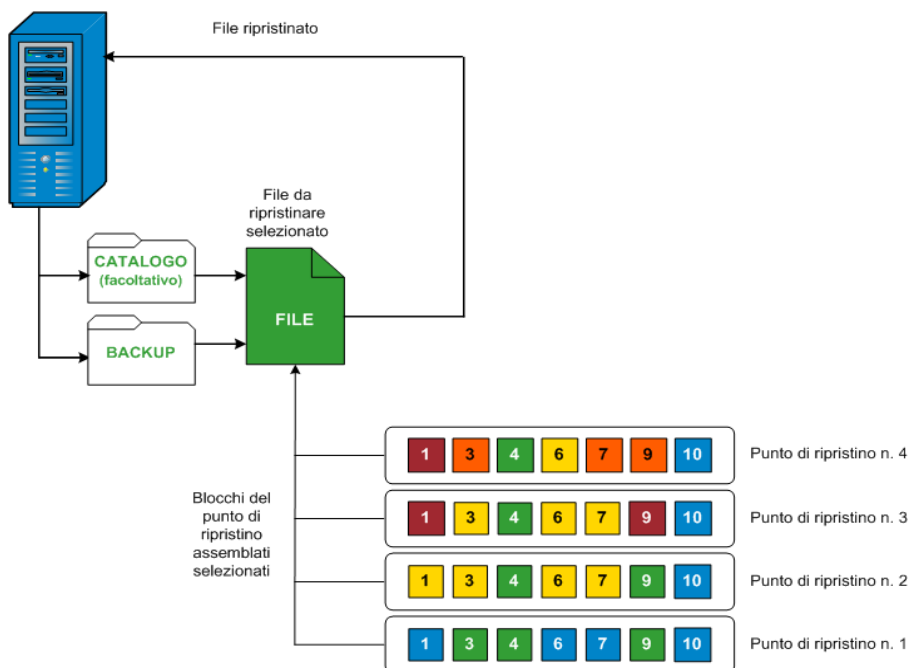 File ripristinato
File da
ripristinare
selezionato
CATALOGO
(facoltativo)
FILE
BACKUP
1 3 4 6 7 9 10 Punto di ripristino n. 4
Blocchi del
punto di
ripristino
assemblati
selezionati
1 3 4 6 7 9 10 Punto di ripristino n. 3
1 3 4 6 7 9 10 Punto di ripristino n. 2
1 3 4 6 7 9 10 Punto di ripristino n. 1